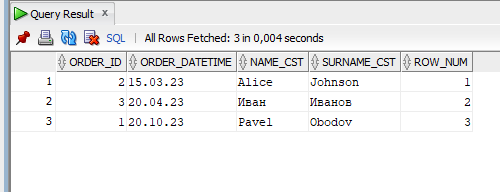 Query Result
SQL | All Rows Fetched: 3 in 0,004 seconds
ORDER_ID ORDER_DATETIME NAME_CST SURNAME_CST ROW_NUM
1 2 15.03.23 Alice Johnson 1
2 3 20.04.23 Иван Иванов 2
3 1 20.10.23 Pavel Obodov 3